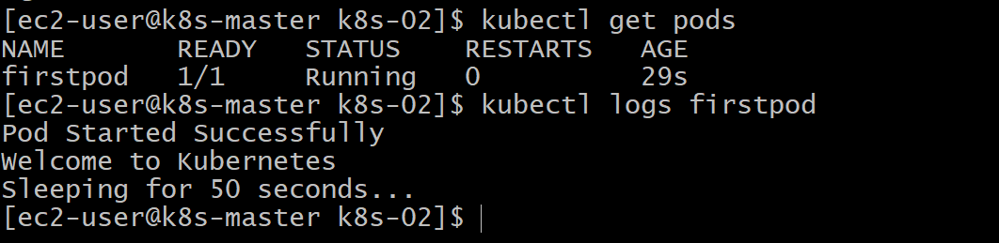 [ec2-user@k8s-master k8s-02]$ kubectl get pods
NAME READY STATUS RESTARTS AGE
firstpod 1/1 Running 0 29s
[ec2-user@k8s-master k8s-02]$ kubectl logs firstpod
Pod Started Successfully
Welcome to Kubernetes
Sleeping for 50 seconds...
[ec2-user@k8s-master k8s-02]$